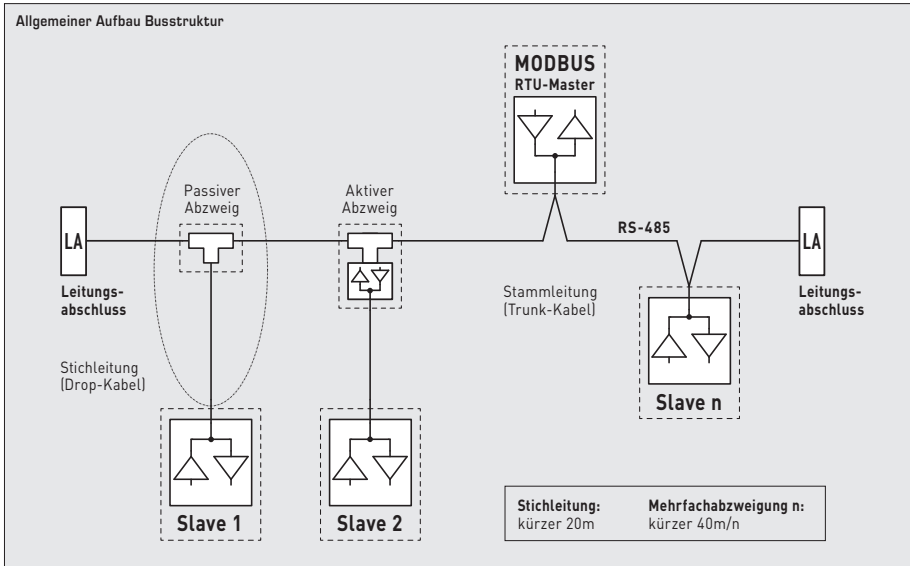 Allgemeiner Aufbau Busstruktur
MODBUS
RTU-Master
Passiver
Abzweig
Aktiver
Abzweig
LA
RS-485
LA
Leitungs-
abschluss
Stammleitung
(Trunk-Kabel)
Leitungs-
abschluss
Stichleitung
(Drop-Kabel)
Slave n
Slave 1
Slave 2
Stichleitung:
kürzer 20m
Mehrfachabzweigung n:
kürzer 40m/n